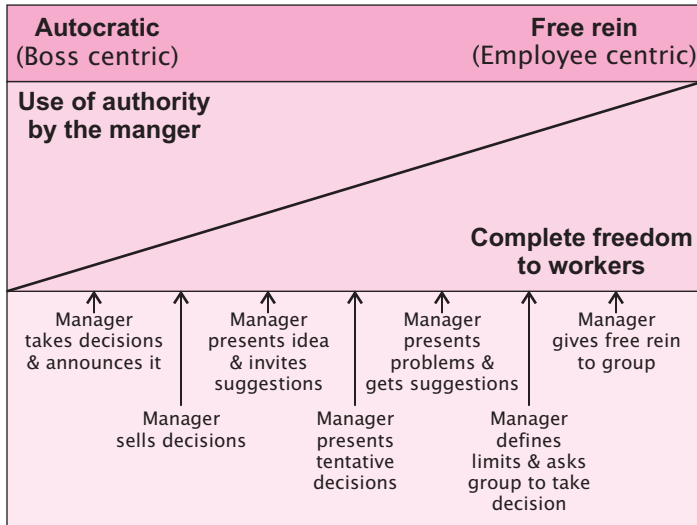 Autocratic
(Boss centric)
Free rein
(Employee centric)
Use of authority
by the manger
Complete freedom
to workers
Manager
takes decisions
& announces it
Manager
sells decisions
Manager
presents idea
& invites
suggestions
Manager
presents
tentative
decisions
Manager
presents
problems &
gets suggestions
Manager
defines
limits & asks
group to take
decision
Manager
gives free rein
to group